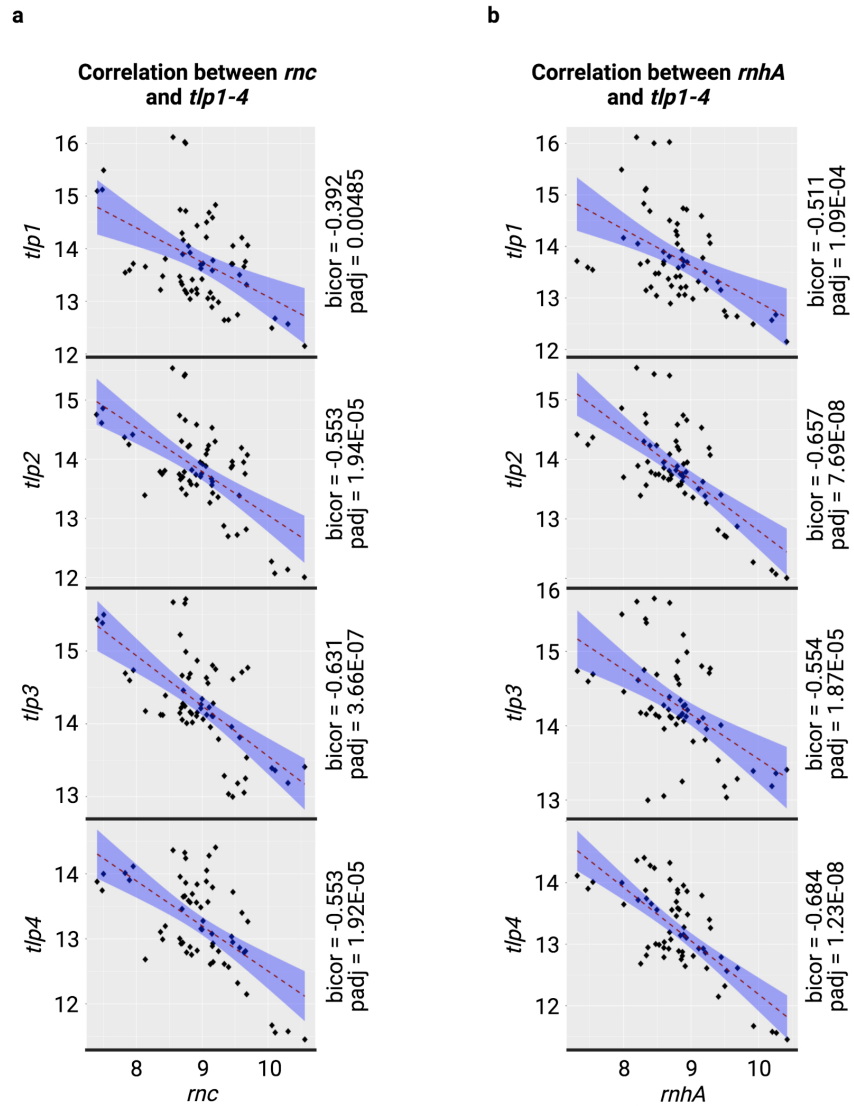 a
Correlation between rnc
and tlp1-4
16
15
14
13
12
tlp1
bicor = -0.392
padj = 0.00485
15
14
13
12
tlp2
bicor = -0.553
padj = 1.94E-05
15
14
13
tlp3
bicor = -0.631
padj = 3.66E-07
14
13
12
tlp4
bicor = -0.553
padj = 1.92E-05
8 9 10
rnc
b
Correlation between rnhA
and tlp1-4
16
15
14
13
12
tlp1
bicor = -0.511
padj = 1.09E-04
15
14
13
12
tlp2
bicor = -0.657
padj = 7.69E-08
16
15
14
13
tlp3
bicor = -0.554
padj = 1.87E-05
14
13
12
tlp4
bicor = -0.684
padj = 1.23E-08
8 9 10
rnhA